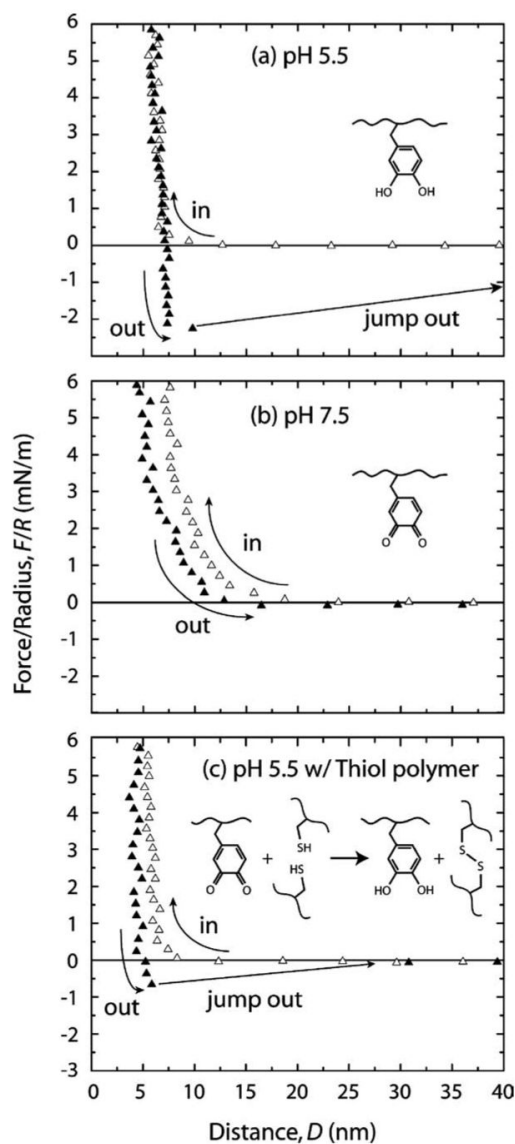 Force/Radius, F/R (mN/m)
6
5
4
3
2
1
0
-1
-2
(a) pH 5.5
HO
OH
in
out
jump out
6
5
4
3
2
1
0
-1
-2
(b) pH 7.5
O
O
in
out
6
5
4
3
2
1
0
-1
-2
-3
(c) pH 5.5 w/ Thiol polymer
O
O
+
SH
HS
HO
OH
+
S
S
in
out
jump out
0
5
10
15
20
25
30
35
40
Distance, D (nm)